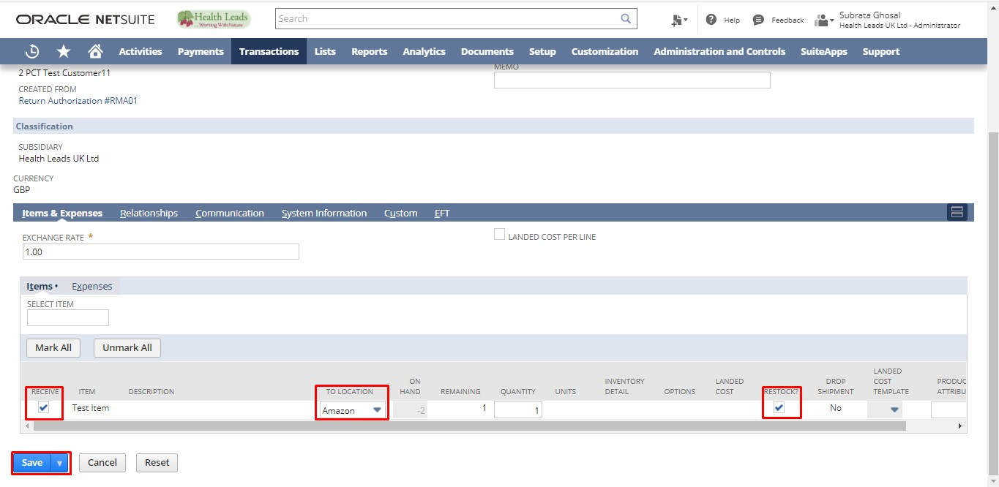 ORACLE NETSUITE
Health Leads
...Working With Nature
Search
Help
Feedback
Subrata Ghosal
Health Leads UK Ltd - Administrator
Activities Payments Transactions Lists Reports Analytics Documents Setup Customization Administration and Controls SuiteApps Support
2 PCT Test Customer11
MEMO
CREATED FROM
Return Authorization #RMA01
Classification
SUBSIDIARY
Health Leads UK Ltd
CURRENCY
GBP
Items & Expenses Relationships Communication System Information Custom EFT
EXCHANGE RATE *
1.00
LANDED COST PER LINE
Items • Expenses
SELECT ITEM
Mark All Unmark All
RECEIVE
ITEM
DESCRIPTION
TO LOCATION
ON
HAND
REMAINING
QUANTITY
UNITS
INVENTORY
DETAIL
OPTIONS
LANDED
COST
RESTOCK?
DROP
SHIPMENT
LANDED
COST
TEMPLATE
PRODUC
ATTRIBU
Test Item Amazon -2 1 1 No
Save Cancel Reset